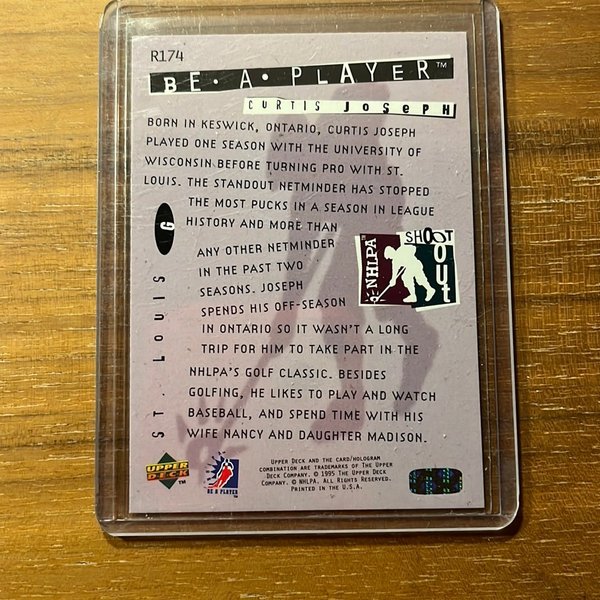 R174
BE·A·PLAYER™
CURTIS JOSEPH
BORN IN KESWICK, ONTARIO, CURTIS JOSEPH
PLAYED ONE SEASON WITH THE UNIVERSITY OF
WISCONSIN BEFORE TURNING PRO WITH ST.
LOUIS. THE STANDOUT NETMINDER HAS STOPPED
THE MOST PUCKS IN A SEASON IN LEAGUE
HISTORY AND MORE THAN
ANY OTHER NETMINDER
IN THE PAST TWO
SEASONS. JOSEPH
SPENDS HIS OFF-SEASON
IN ONTARIO SO IT WASN'T A LONG
TRIP FOR HIM TO TAKE PART IN THE
NHLPA'S GOLF CLASSIC. BESIDES
GOLFING, HE LIKES TO PLAY AND WATCH
BASEBALL, AND SPEND TIME WITH HIS
WIFE NANCY AND DAUGHTER MADISON.
G
ST. LOUIS
NHLPA™
SHOOT
OUT
UPPER
DECK™
BE A PLAYER™
UPPER DECK AND THE CARD/HOLOGRAM
COMBINATION ARE TRADEMARKS OF THE UPPER
DECK COMPANY. © 1995 THE UPPER DECK
COMPANY. © NHLPA. ALL RIGHTS RESERVED.
PRINTED IN THE U.S.A.